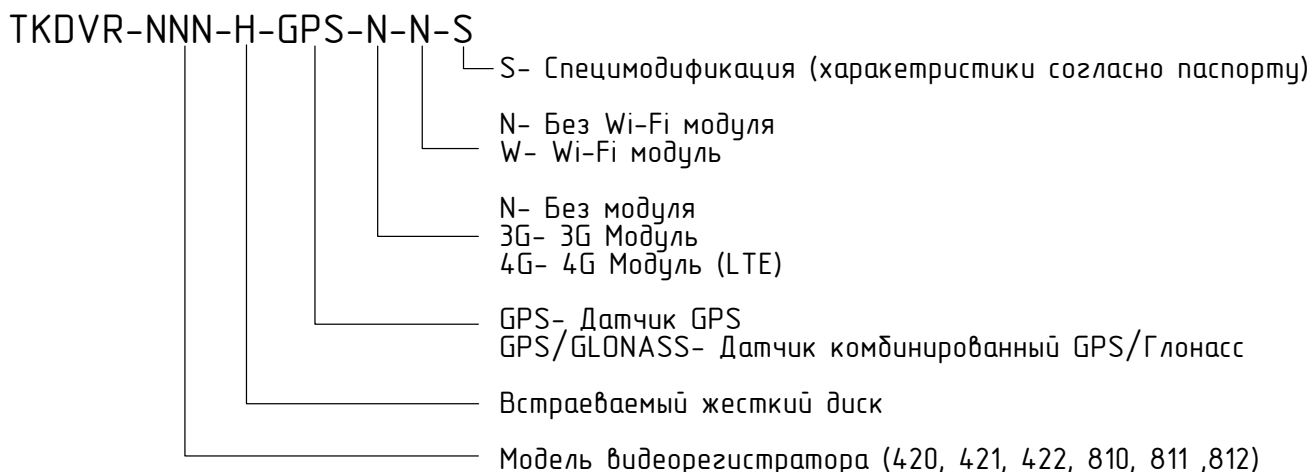 TKDVR-NNN-H-GPS-N-N-S
S- Специмодификация (характеристики согласно паспорту)
N- Без Wi-Fi модуля
W- Wi-Fi модуль
N- Без модуля
3G- 3G Модуль
4G- 4G Модуль (LTE)
GPS- Датчик GPS
GPS/GLONASS- Датчик комбинированный GPS/Глонасс
Встраеваемый жесткий диск
Модель видеорегистратора (420, 421, 422, 810, 811 ,812)